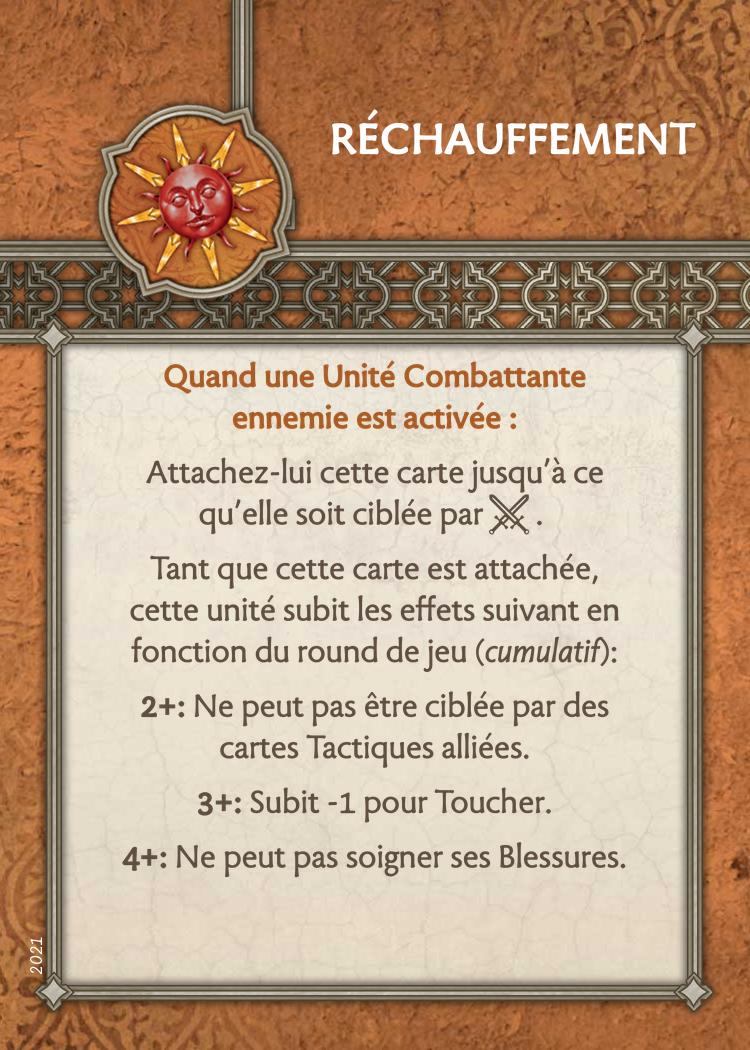 RÉCHAUFFEMENT
Quand une Unité Combattante
ennemie est activée :
Attachez-lui cette carte jusqu'à ce
qu'elle soit ciblée par .
Tant que cette carte est attachée,
cette unité subit les effets suivant en
fonction du round de jeu (cumulatif):
2+: Ne peut pas être ciblée par des
cartes Tactiques alliées.
3+: Subit -1 pour Toucher.
4+: Ne peut pas soigner ses Blessures.
2021